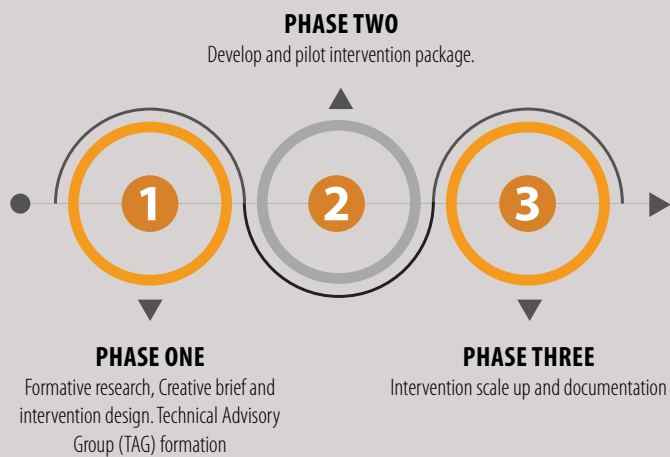 PHASE TWO
Develop and pilot intervention package.
1
2
3
PHASE ONE
Formative research, Creative brief and
intervention design. Technical Advisory
Group (TAG) formation
PHASE THREE
Intervention scale up and documentation